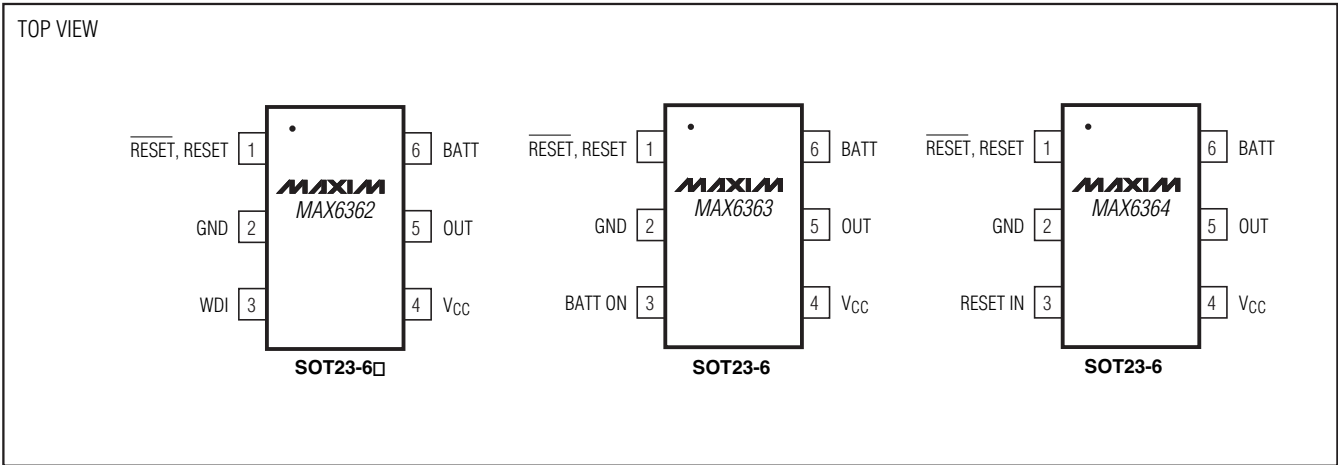 TOP VIEW
RESET, RESET 1
6 BATT
MAXIM
MAX6362
GND 2
5 OUT
WDI 3
4 VCC
SOT23-6□
RESET, RESET 1
6 BATT
MAXIM
MAX6363
GND 2
5 OUT
BATT ON 3
4 VCC
SOT23-6
RESET, RESET 1
6 BATT
MAXIM
MAX6364
GND 2
5 OUT
RESET IN 3
4 VCC
SOT23-6